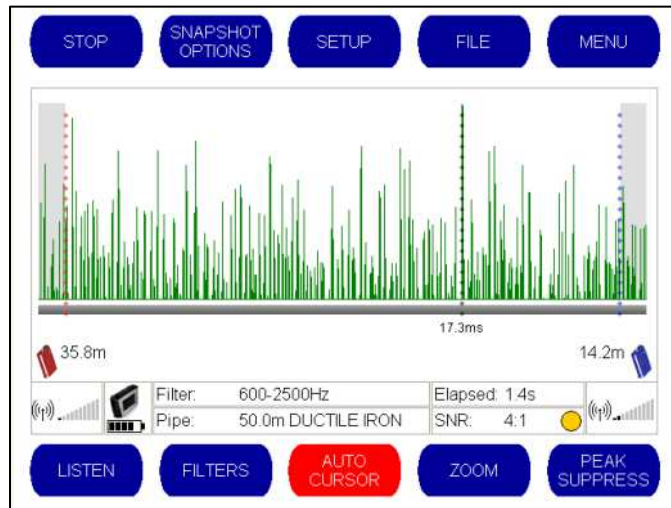 STOP
SNAPSHOT
OPTIONS
SETUP
FILE
MENU
17.3ms
35.8m
14.2m
Filter: 600-2500Hz
Elapsed: 1.4s
Pipe: 50.0m DUCTILE IRON
SNR: 4:1
LISTEN
FILTERS
AUTO
CURSOR
ZOOM
PEAK
SUPPRESS